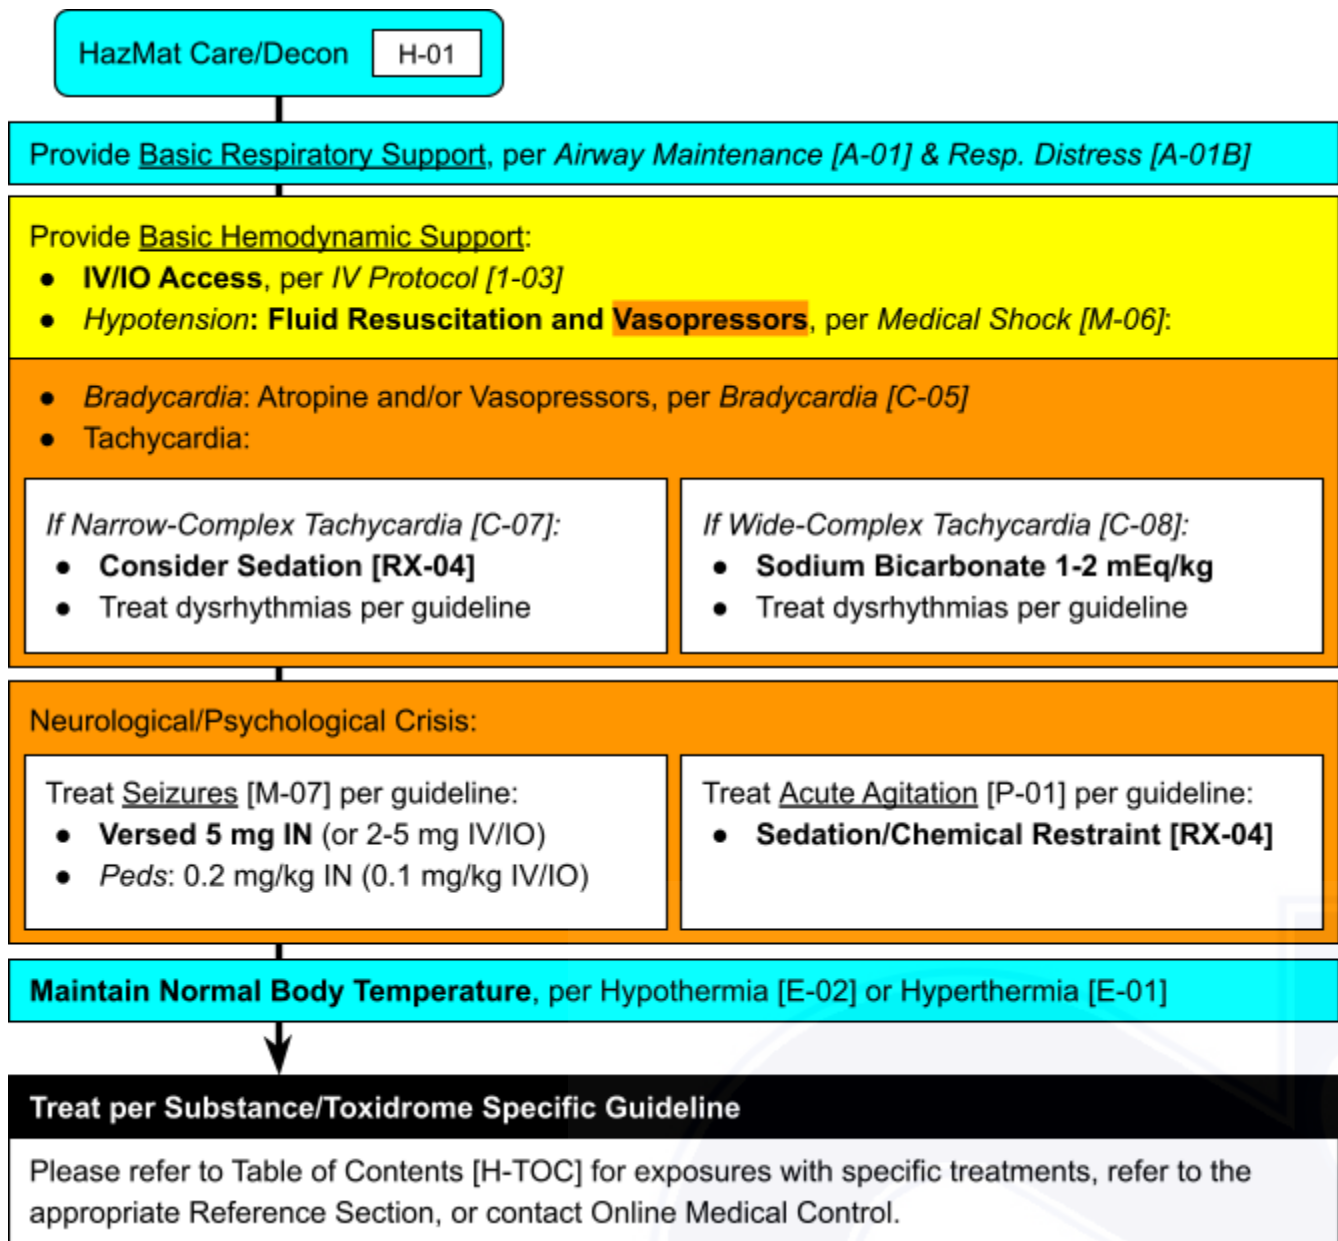 HazMat Care/Decon H-01
Provide Basic Respiratory Support, per Airway Maintenance [A-01] & Resp. Distress [A-01B]
Provide Basic Hemodynamic Support:
● IV/IO Access, per IV Protocol [1-03]
● Hypotension: Fluid Resuscitation and Vasopressors, per Medical Shock [M-06]:
● Bradycardia: Atropine and/or Vasopressors, per Bradycardia [C-05]
● Tachycardia:
If Narrow-Complex Tachycardia [C-07]:
● Consider Sedation [RX-04]
● Treat dysrhythmias per guideline
If Wide-Complex Tachycardia [C-08]:
● Sodium Bicarbonate 1-2 mEq/kg
● Treat dysrhythmias per guideline
Neurological/Psychological Crisis:
Treat Seizures [M-07] per guideline:
● Versed 5 mg IN (or 2-5 mg IV/IO)
● Peds: 0.2 mg/kg IN (0.1 mg/kg IV/IO)
Treat Acute Agitation [P-01] per guideline:
● Sedation/Chemical Restraint [RX-04]
Maintain Normal Body Temperature, per Hypothermia [E-02] or Hyperthermia [E-01]
Treat per Substance/Toxidrome Specific Guideline
Please refer to Table of Contents [H-TOC] for exposures with specific treatments, refer to the
appropriate Reference Section, or contact Online Medical Control.